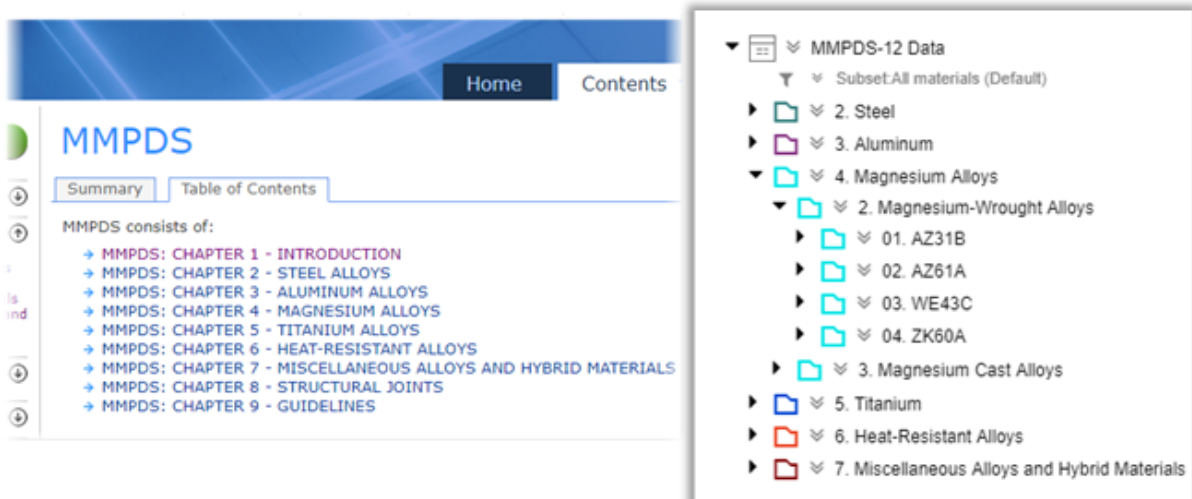 Home Contents
MMPDS
Summary Table of Contents
MMPDS consists of:
MMPDS: CHAPTER 1 - INTRODUCTION
MMPDS: CHAPTER 2 - STEEL ALLOYS
MMPDS: CHAPTER 3 - ALUMINUM ALLOYS
MMPDS: CHAPTER 4 - MAGNESIUM ALLOYS
MMPDS: CHAPTER 5 - TITANIUM ALLOYS
MMPDS: CHAPTER 6 - HEAT-RESISTANT ALLOYS
MMPDS: CHAPTER 7 - MISCELLANEOUS ALLOYS AND HYBRID MATERIALS
MMPDS: CHAPTER 8 - STRUCTURAL JOINTS
MMPDS: CHAPTER 9 - GUIDELINES
MMPDS-12 Data
Subset:All materials (Default)
2. Steel
3. Aluminum
4. Magnesium Alloys
2. Magnesium-Wrought Alloys
01. AZ31B
02. AZ61A
03. WE43C
04. ZK60A
3. Magnesium Cast Alloys
5. Titanium
6. Heat-Resistant Alloys
7. Miscellaneous Alloys and Hybrid Materials